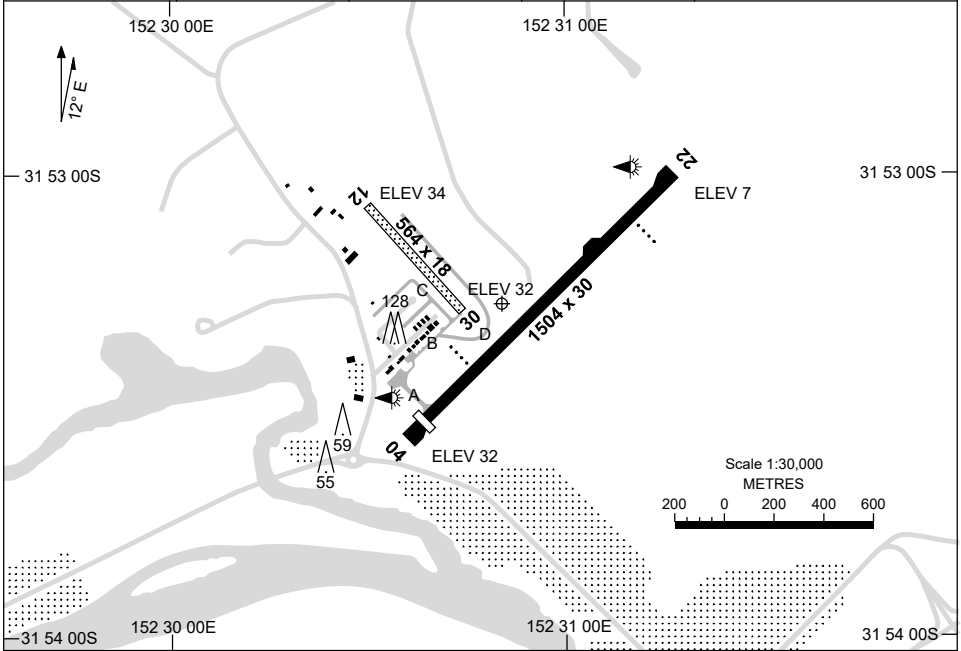 152 30 00E
152 31 00E
12° E
31 53 00S
31 53 00S
22
ELEV 7
12
ELEV 34
564 x 18
ELEV 32
C
128
30
1504 x 30
D
B
A
59
04
ELEV 32
55
Scale 1:30,000
METRES
200 0 200 400 600
31 54 00S
152 30 00E
152 31 00E
31 54 00S